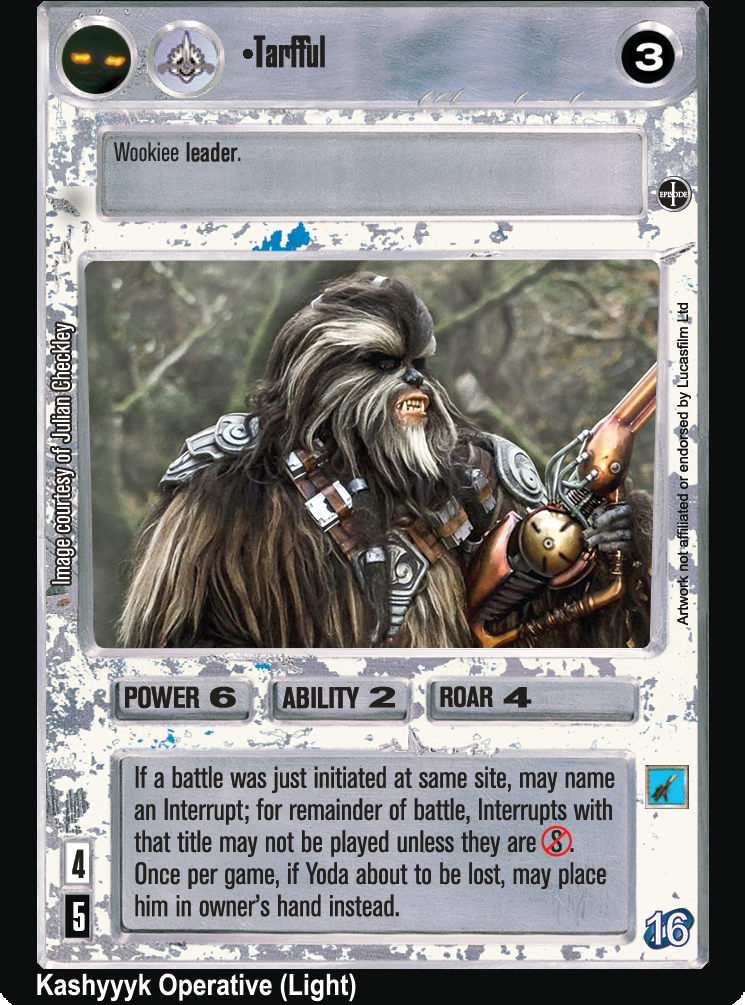 •Tarfful
3
Wookiee leader.
EPISODE
I
Image courtesy of Julian Checkley
Artwork not affiliated or endorsed by Lucasfilm Ltd
POWER 6
ABILITY 2
ROAR 4
If a battle was just initiated at same site, may name
an Interrupt; for remainder of battle, Interrupts with
that title may not be played unless they are 8.
Once per game, if Yoda about to be lost, may place
him in owner's hand instead.
4
5
16
Kashyyyk Operative (Light)